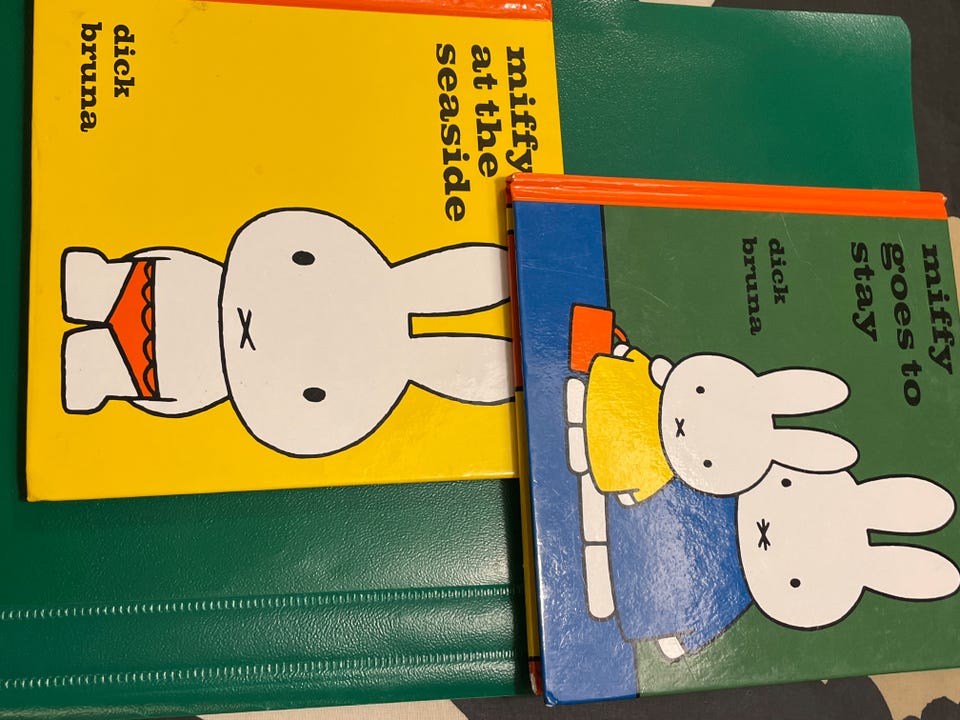 miffy
at the
seaside
dick
bruna
miffy
goes to
stay
dick
bruna